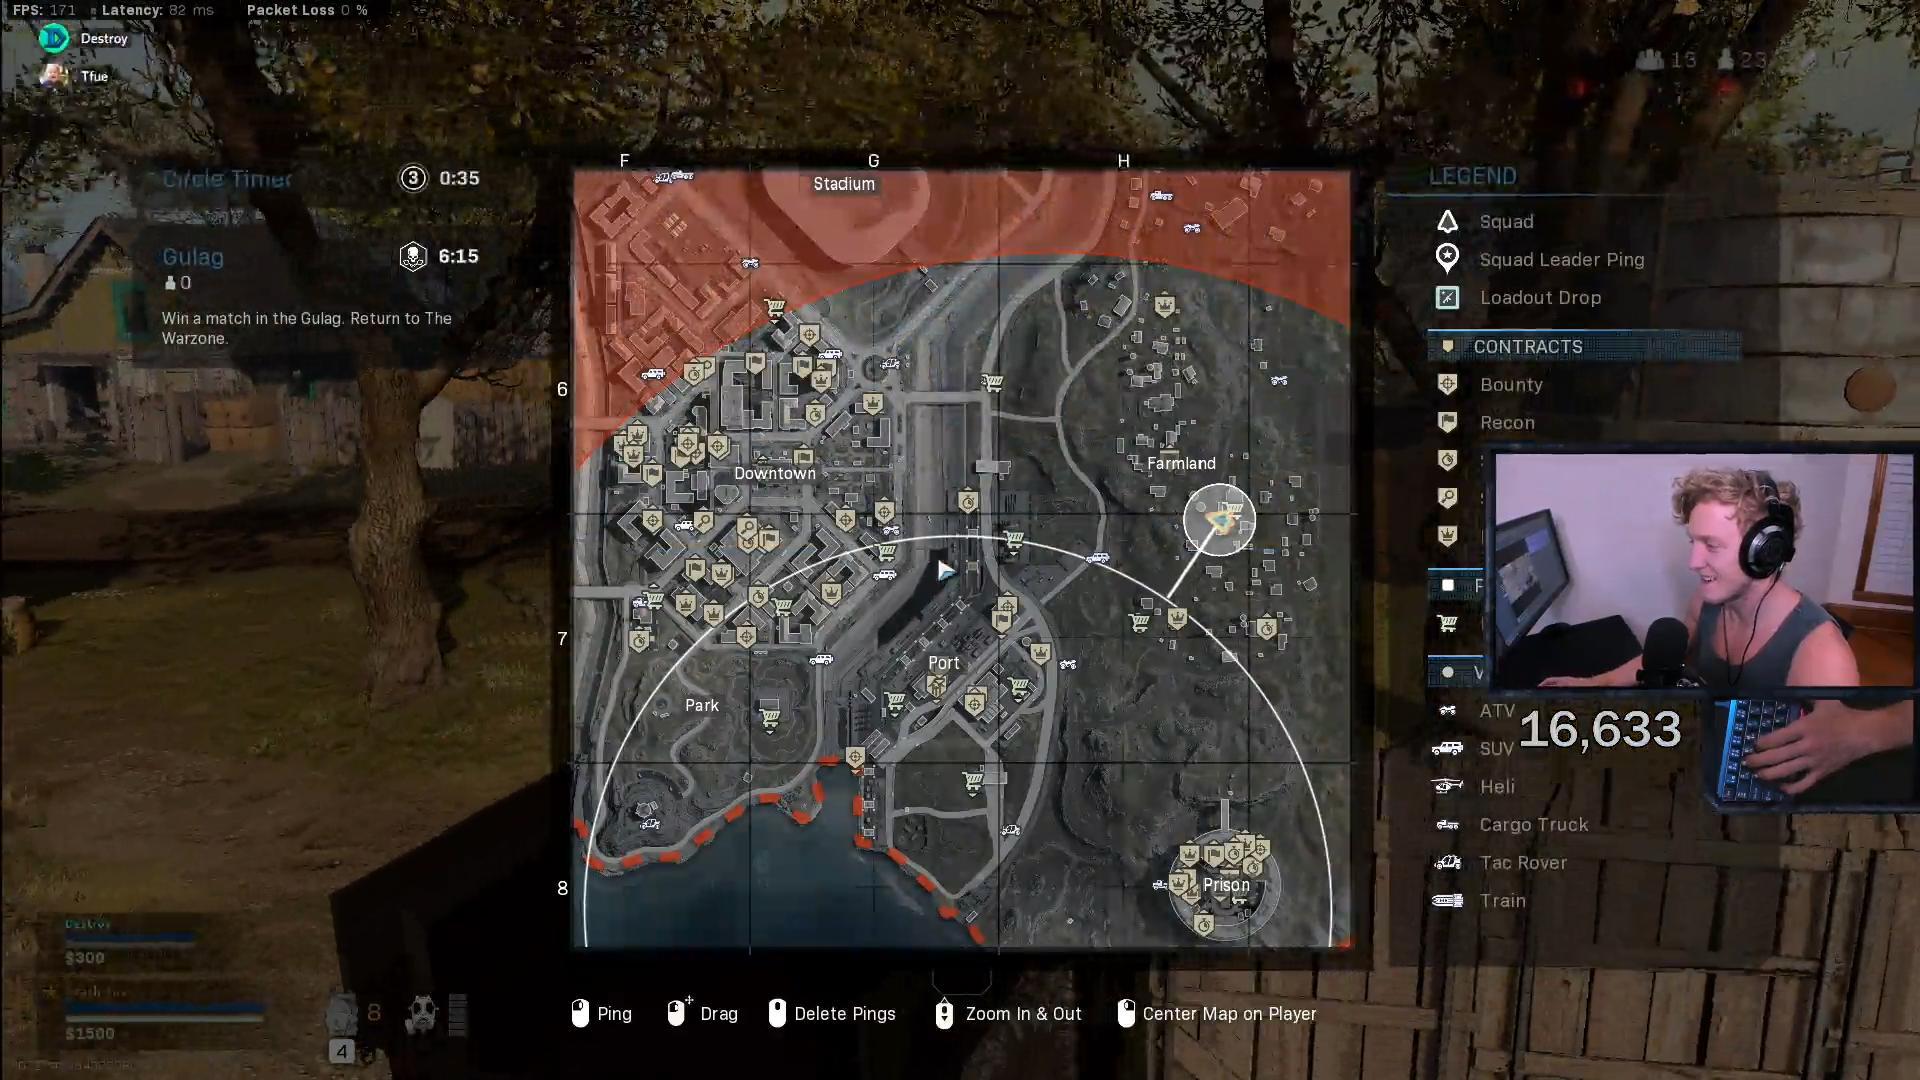 FPS: 171 Latency: 82 ms Packet Loss 0 %
Destroy
Tfue
13 23
Circle Timer 3 0:35
Gulag 6:15
0
Win a match in the Gulag. Return to The
Warzone.
F G H
6
7
8
Stadium
Downtown
Farmland
Port
Park
Prison
LEGEND
Squad
Squad Leader Ping
Loadout Drop
CONTRACTS
Bounty
Recon
ATV
SUV
Heli
Cargo Truck
Tac Rover
Train
16,633
Destroy
$300
$1500
8
4
Ping Drag Delete Pings Zoom In & Out Center Map on Player